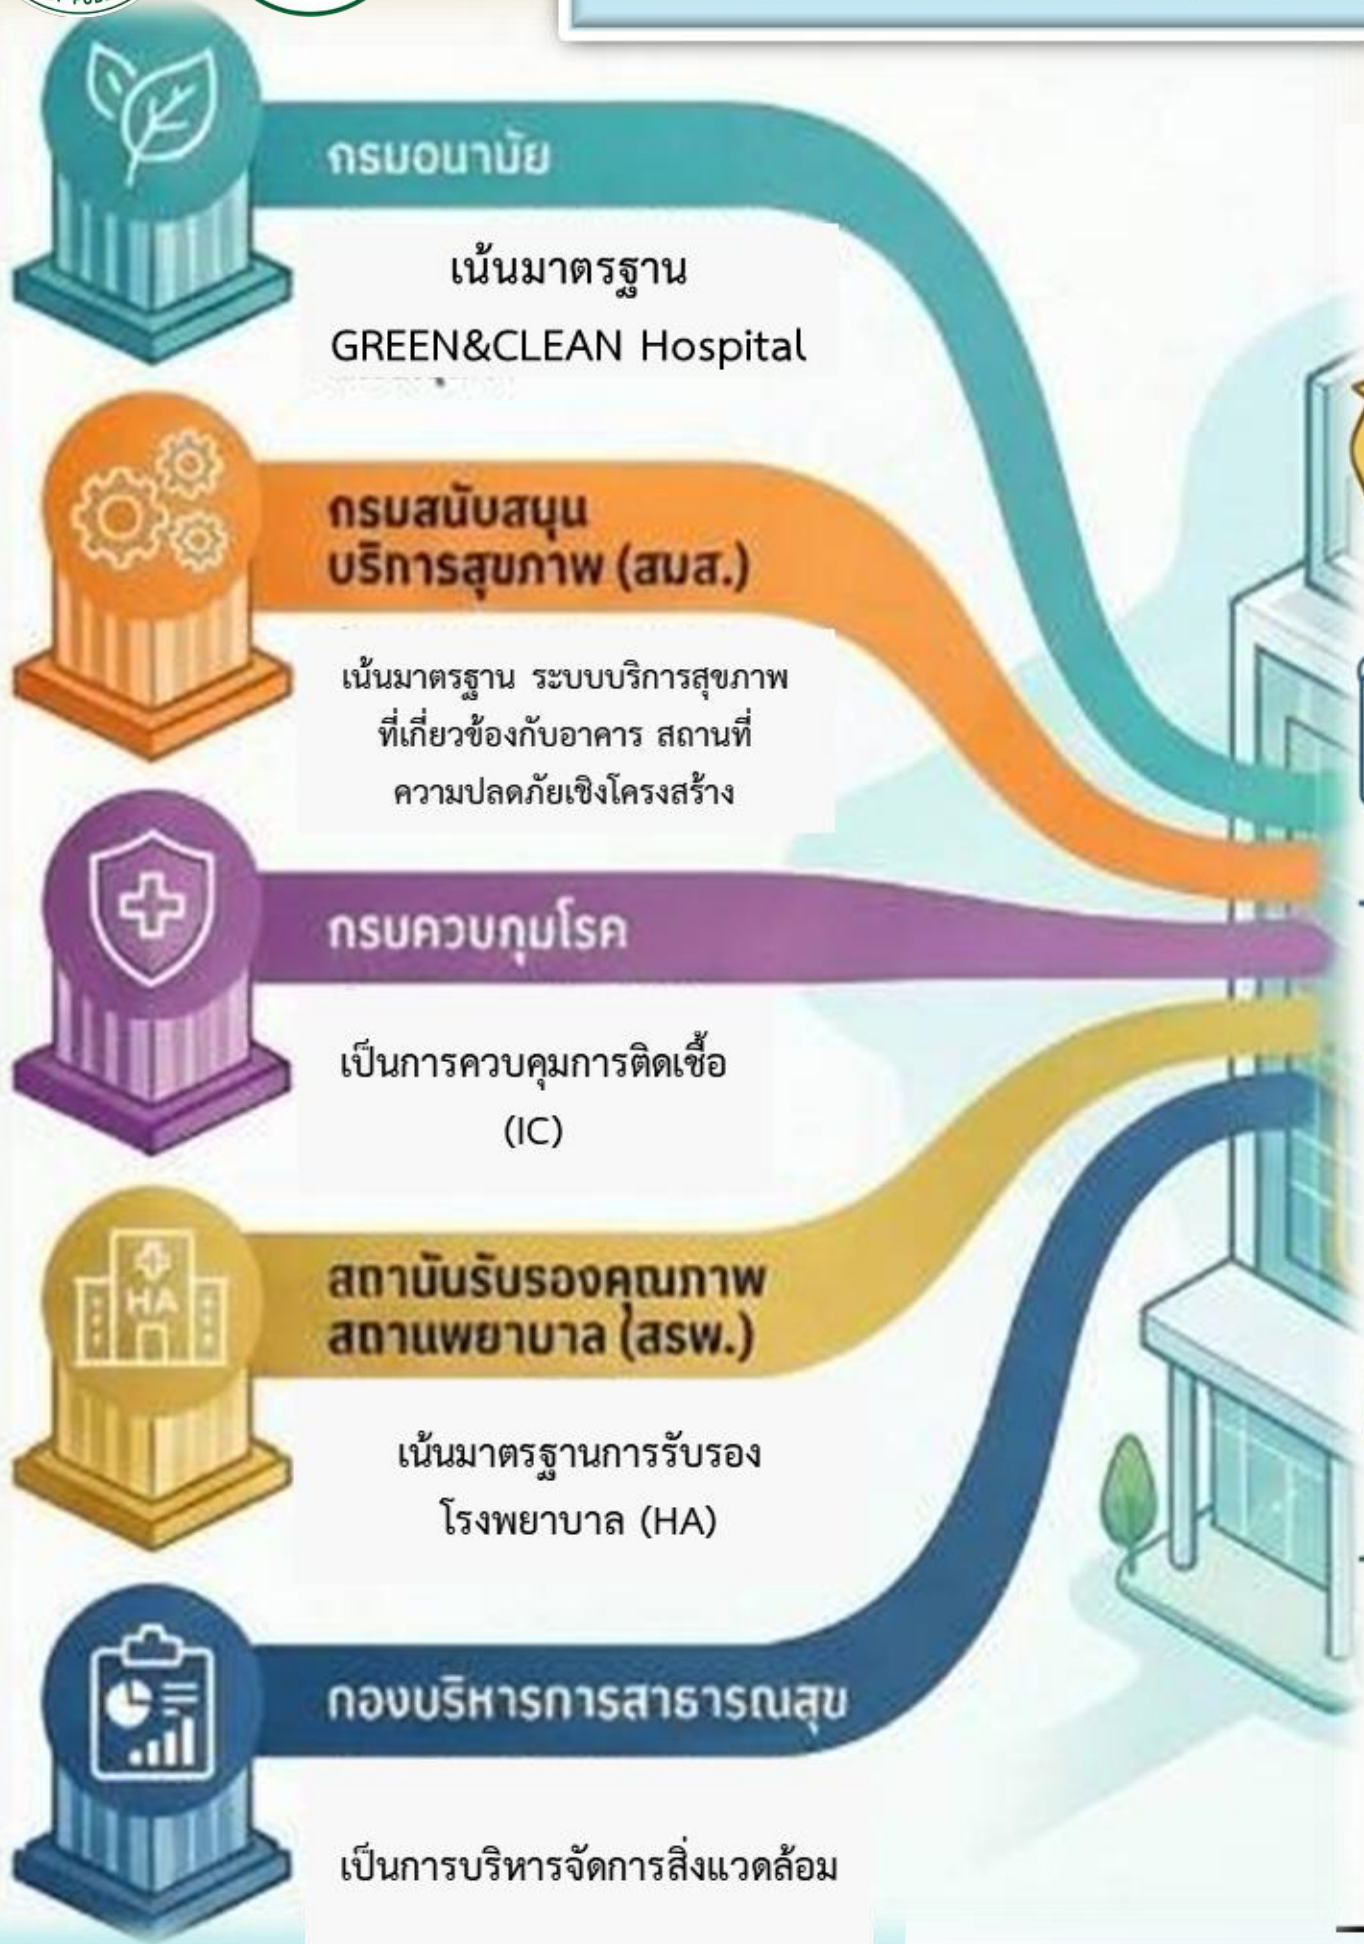 กรมอนามัย
เน้นมาตรฐาน
GREEN&CLEAN Hospital
กรมสนับสนุน
บริการสุขภาพ (สมส.)
เน้นมาตรฐาน ระบบบริการสุขภาพ
ที่เกี่ยวข้องกับอาคาร สถานที่
ความปลดภัยเชิงโครงสร้าง
กรบควบกุมโรค
เป็นการควบคุมการติดเชื้อ
(IC)
HA
สถาบันรับรองคุณภาพ
สถานพยาบาล (สรพ.)
เน้นมาตรฐานการรับรอง
โรงพยาบาล (HA)
กองบริหารการสาธารณสุข
เป็นการบริหารจัดการสิ่งแวดล้อม